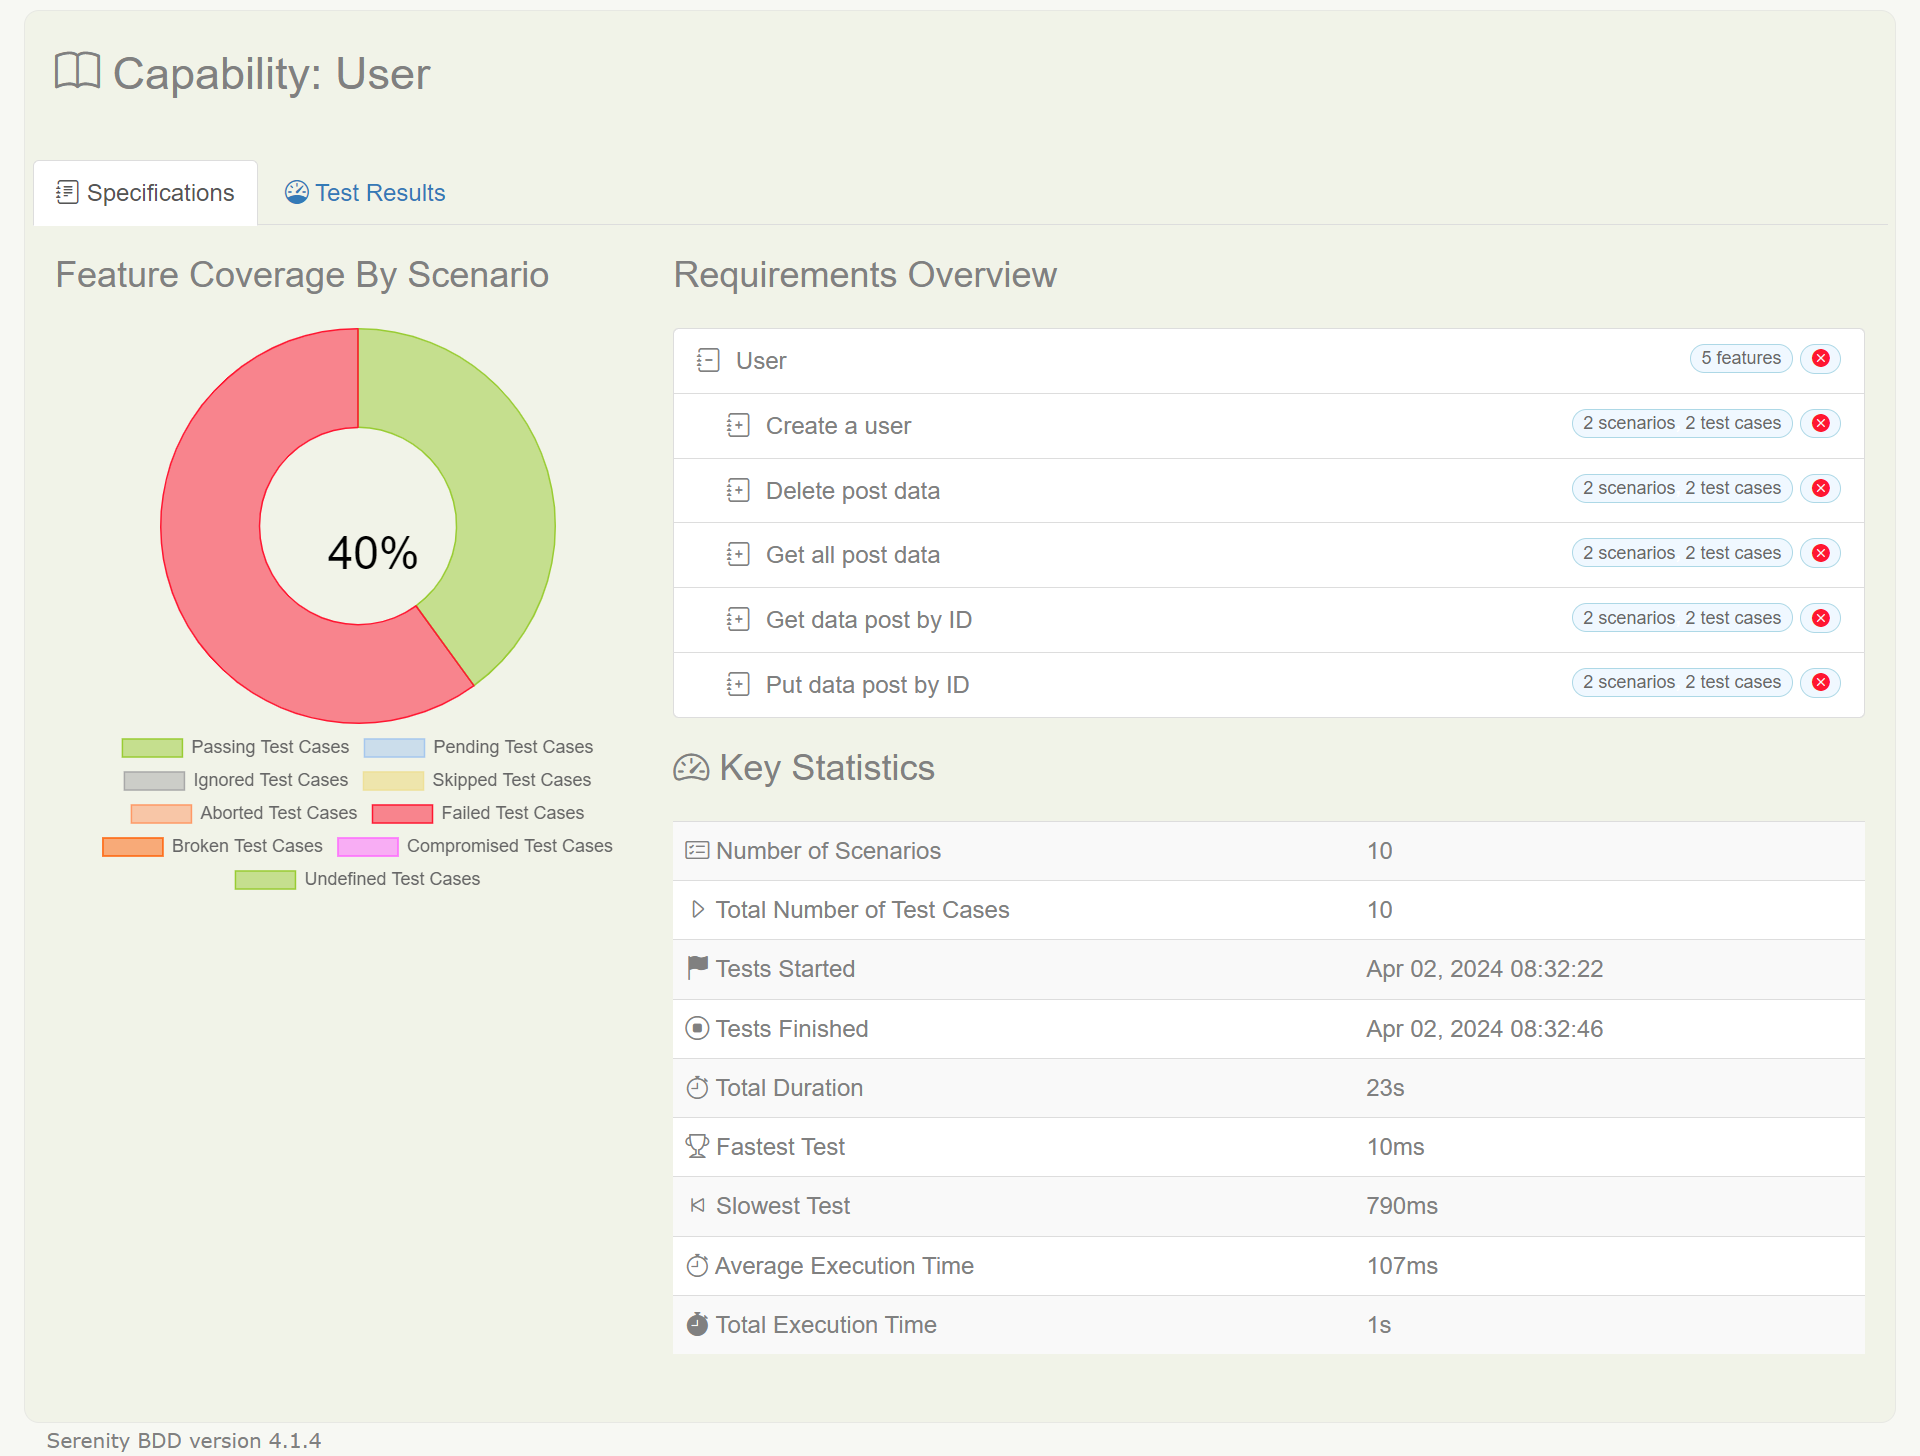 Capability: User
Specifications
Test Results
Feature Coverage By Scenario
40%
Passing Test Cases
Pending Test Cases
Ignored Test Cases
Skipped Test Cases
Aborted Test Cases
Failed Test Cases
Broken Test Cases
Compromised Test Cases
Undefined Test Cases
Requirements Overview
User 5 features
Create a user 2 scenarios 2 test cases
Delete post data 2 scenarios 2 test cases
Get all post data 2 scenarios 2 test cases
Get data post by ID 2 scenarios 2 test cases
Put data post by ID 2 scenarios 2 test cases
Key Statistics
Number of Scenarios 10
Total Number of Test Cases 10
Tests Started Apr 02, 2024 08:32:22
Tests Finished Apr 02, 2024 08:32:46
Total Duration 23s
Fastest Test 10ms
Slowest Test 790ms
Average Execution Time 107ms
Total Execution Time 1s
Serenity BDD version 4.1.4